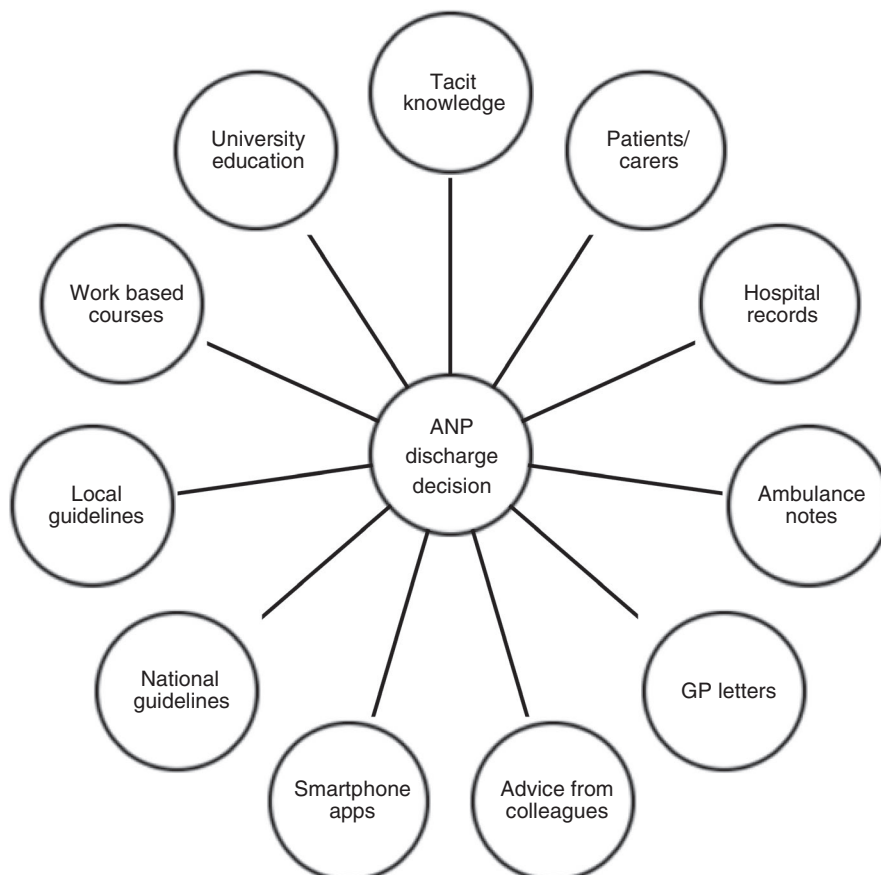 Tacit
knowledge
Patients/
carers
Hospital
records
Ambulance
notes
GP letters
Advice from
colleagues
Smartphone
apps
National
guidelines
Local
guidelines
Work based
courses
University
education
ANP
discharge
decision